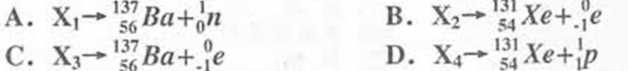 A. X₁→¹³⁷₅₆Ba+¹₀n B. X₂→¹³¹₅₄Xe+⁰₋₁e
C. X₃→¹³⁷₅₆Ba+⁰₋₁e D. X₄→¹³¹₅₄Xe+¹₁p